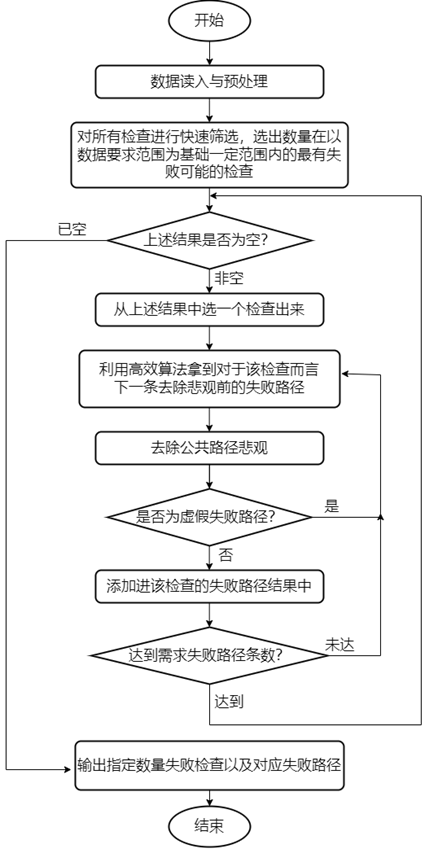 开始
数据读入与预处理
对所有检查进行快速筛选，选出数量在以
数据要求范围为基础一定范围内的最有失
败可能的检查
已空
上述结果是否为空？
非空
从上述结果中选一个检查出来
利用高效算法拿到对于该检查而言
下一条去除悲观前的失败路径
去除公共路径悲观
是否为虚假失败路径？
是
否
添加进该检查的失败路径结果中
达到需求失败路径条数？
未达
达到
输出指定数量失败检查以及对应失败路径
结束